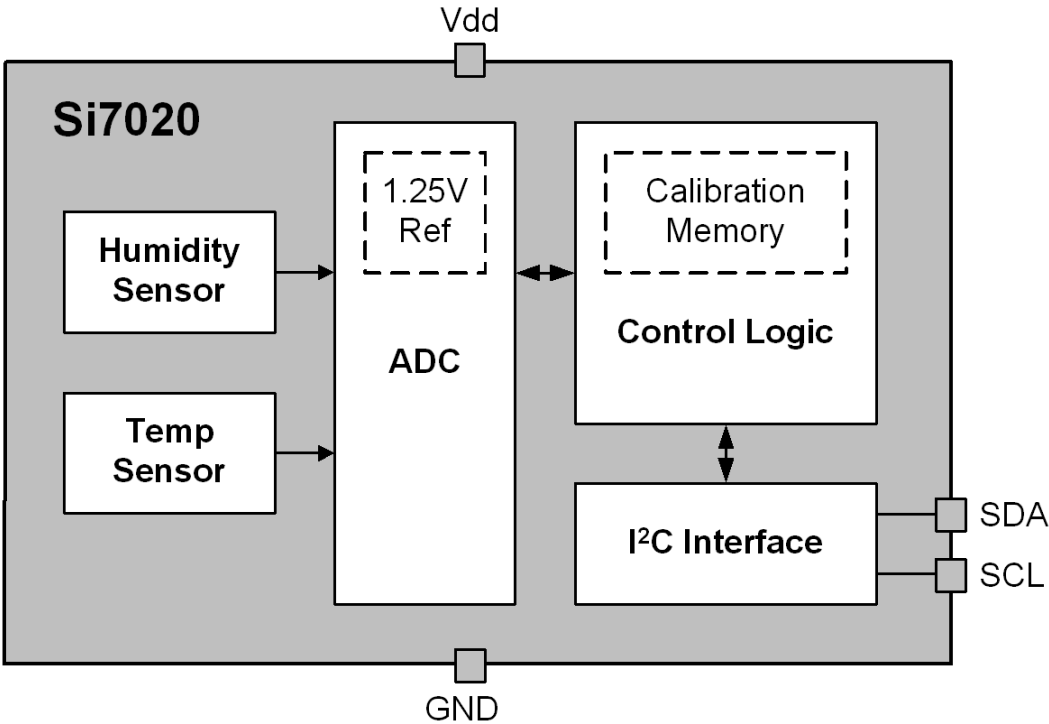 Vdd
Si7020
1.25V
Ref
Calibration
Memory
Humidity
Sensor
Control Logic
ADC
Temp
Sensor
I²C Interface
SDA
SCL
GND